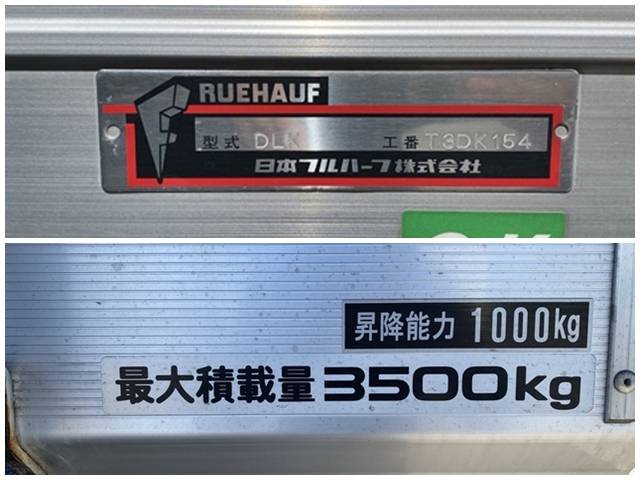 RUEHAUF
型式 DLK 工番 T3DK154
日本フルハーフ株式会社
昇降能力 1000kg
最大積載量 3500kg